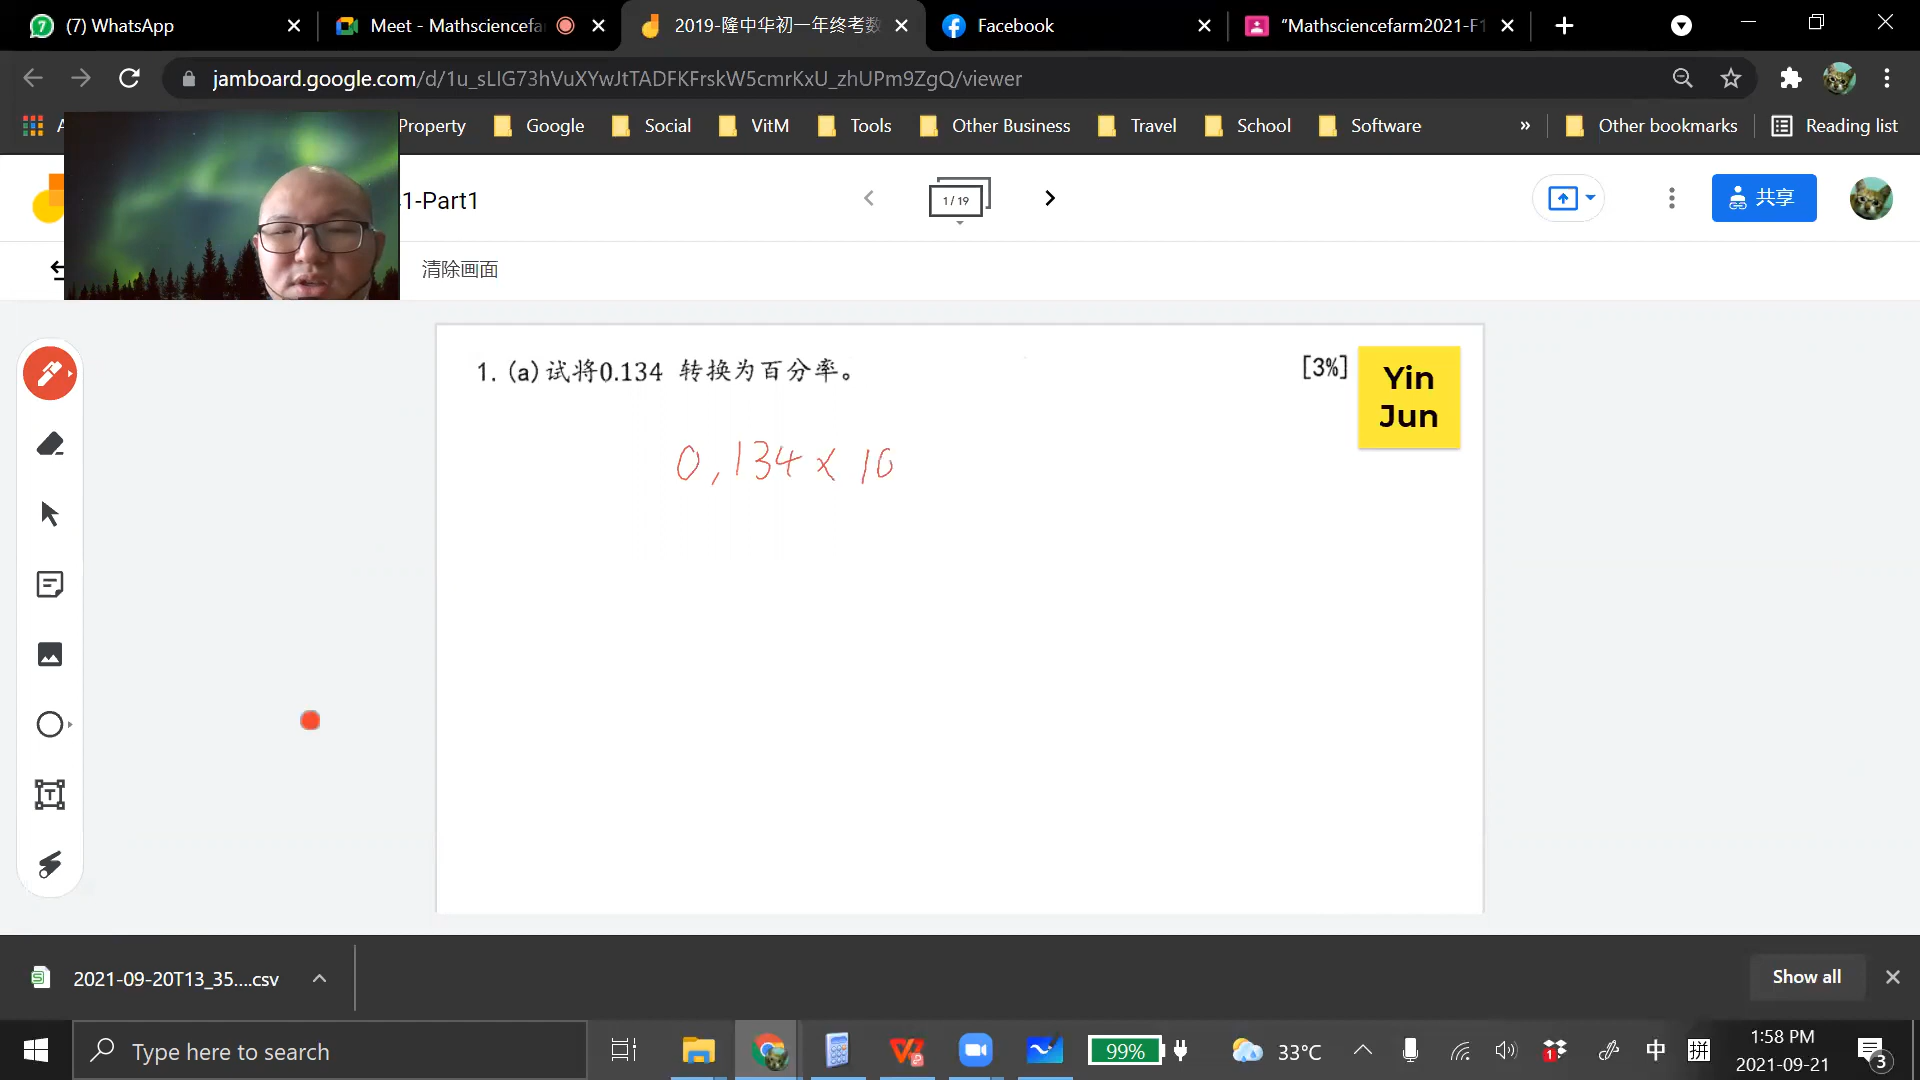 (7) WhatsApp
Meet - Mathsciencefa
2019-隆中华初一年终考数
Facebook
"Mathsciencefarm2021-F1
jamboard.google.com/d/1u_sLIG73hVuXYwJtTADFKFrskW5cmrKxU_zhUPm9ZgQ/viewer
A
Property
Google
Social
VitM
Tools
Other Business
Travel
School
Software
»
Other bookmarks
Reading list
1-Part1
1 / 19
共享
清除画面
1. (a)试将0.134 转换为百分率。
[3%]
Yin
Jun
0,134 x 10
2021-09-20T13_35....csv
Show all
Type here to search
99%
33°C
1
中
拼
1:58 PM
2021-09-21
3